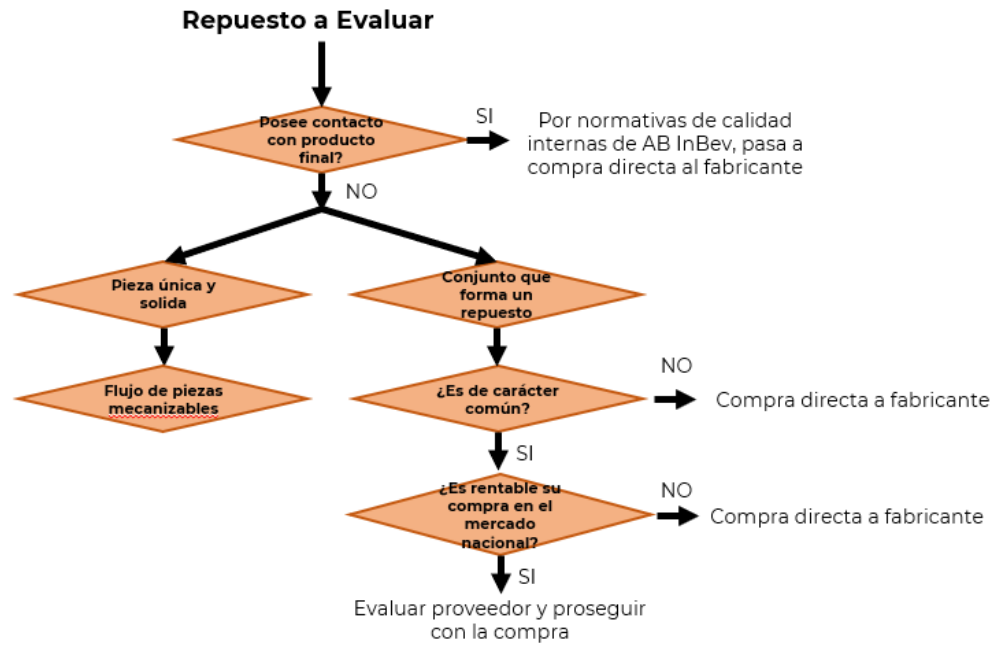 Repuesto a Evaluar
Posee contacto
con producto
final?
SI
Por normativas de calidad
internas de AB InBev, pasa a
compra directa al fabricante
NO
Pieza única y
solida
Conjunto que
forma un
repuesto
Flujo de piezas
mecanizables
¿Es de carácter
común?
NO
Compra directa a fabricante
SI
¿Es rentable su
compra en el
mercado
nacional?
NO
Compra directa a fabricante
SI
Evaluar proveedor y proseguir
con la compra